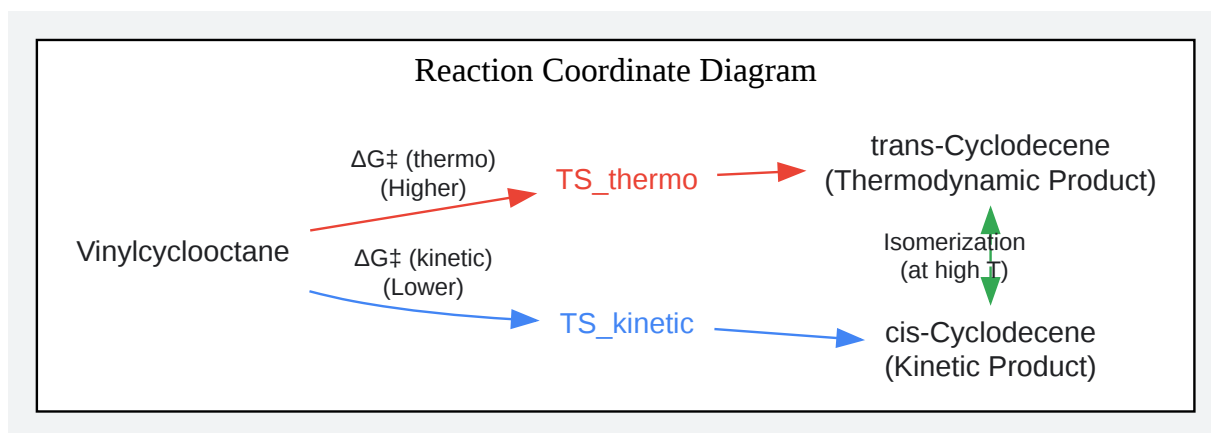 Reaction Coordinate Diagram
ΔG‡ (thermo)
(Higher)
TS_thermo
trans-Cyclodecene
(Thermodynamic Product)
Vinylcyclooctane
ΔG‡ (kinetic)
(Lower)
Isomerization
(at high T)
TS_kinetic
cis-Cyclodecene
(Kinetic Product)